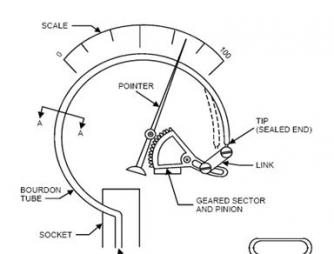 SCALE
0
100
POINTER
A
A
TIP
(SEALED END)
LINK
BOURDON
TUBE
GEARED SECTOR
AND PINION
SOCKET